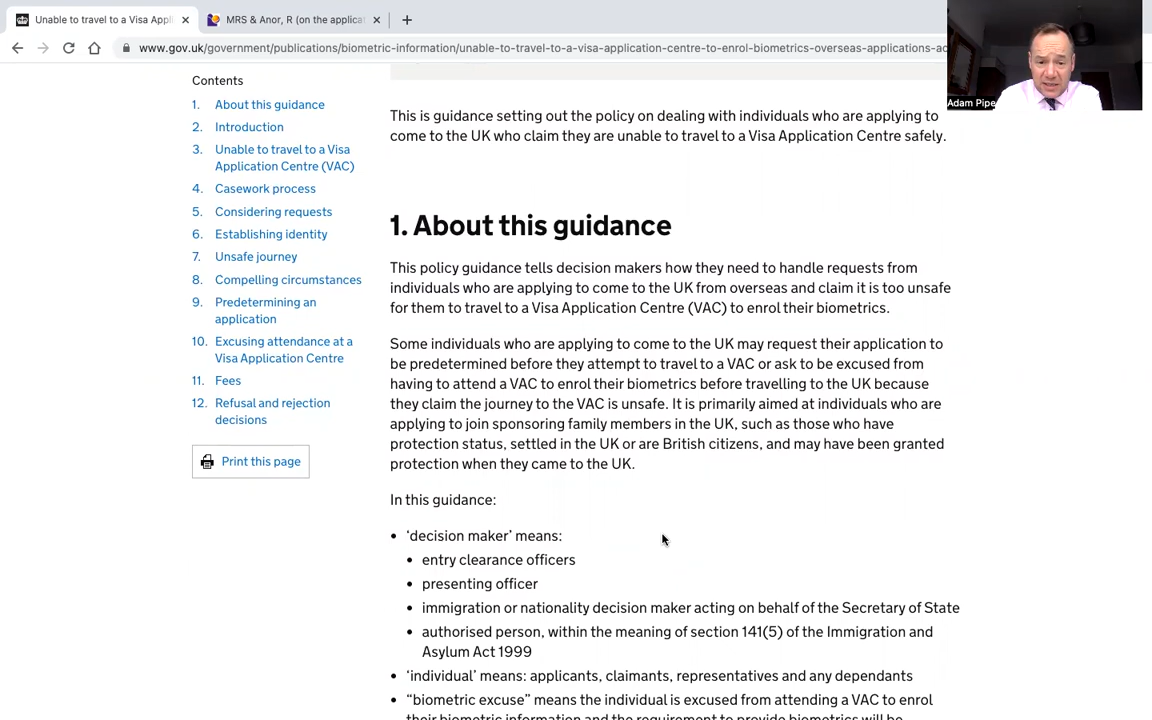 Unable to travel to a Visa Appli
MRS & Anor, R (on the applicat
www.gov.uk/government/publications/biometric-information/unable-to-travel-to-a-visa-application-centre-to-enrol-biometrics-overseas-applications-ac
Adam Pipe
Contents
1. About this guidance
2. Introduction
3. Unable to travel to a Visa
Application Centre (VAC)
4. Casework process
5. Considering requests
6. Establishing identity
7. Unsafe journey
8. Compelling circumstances
9. Predetermining an
application
10. Excusing attendance at a
Visa Application Centre
11. Fees
12. Refusal and rejection
decisions
Print this page
This is guidance setting out the policy on dealing with individuals who are applying to
come to the UK who claim they are unable to travel to a Visa Application Centre safely.
1. About this guidance
This policy guidance tells decision makers how they need to handle requests from
individuals who are applying to come to the UK from overseas and claim it is too unsafe
for them to travel to a Visa Application Centre (VAC) to enrol their biometrics.
Some individuals who are applying to come to the UK may request their application to
be predetermined before they attempt to travel to a VAC or ask to be excused from
having to attend a VAC to enrol their biometrics before travelling to the UK because
they claim the journey to the VAC is unsafe. It is primarily aimed at individuals who are
applying to join sponsoring family members in the UK, such as those who have
protection status, settled in the UK or are British citizens, and may have been granted
protection when they came to the UK.
In this guidance:
• ‘decision maker’ means:
• entry clearance officers
• presenting officer
• immigration or nationality decision maker acting on behalf of the Secretary of State
• authorised person, within the meaning of section 141(5) of the Immigration and
Asylum Act 1999
• ‘individual’ means: applicants, claimants, representatives and any dependants
• “biometric excuse” means the individual is excused from attending a VAC to enrol
their biometric information and the requirement to provide biometrics will be